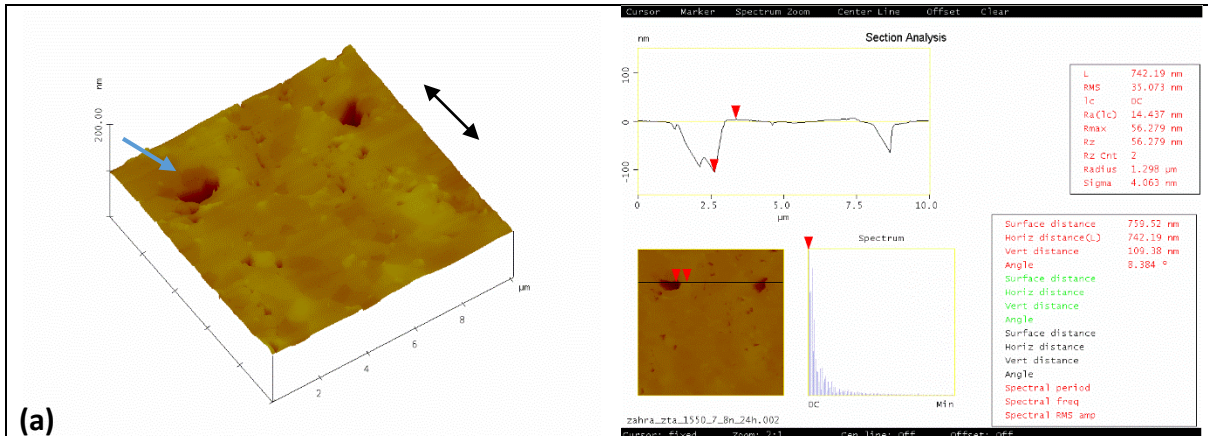 (a)
nm
200.00
2
4
6
8
µm
Cursor Marker Spectrum Zoom Center Line Offset Clear
Section Analysis
nm
100
0
-100
0 2.5 5.0 7.5 10.0
µm
L 742.19 nm
RMS 35.073 nm
lc DC
Ra(lc) 14.437 nm
Rmax 56.279 nm
Rz 56.279 nm
Rz Cnt 2
Radius 1.298 µm
Sigma 4.063 nm
Spectrum
DC Min
Surface distance 759.52 nm
Horiz distance(L) 742.19 nm
Vert distance 109.38 nm
Angle 8.384 °
Surface distance
Horiz distance
Vert distance
Angle
Surface distance
Horiz distance
Vert distance
Angle
Spectral period
Spectral freq
Spectral RMS amp
zahra_zta_1550_7_8n_24h.002
Cursor: fixed Zoom: 2:1 Cen line: Off Offset: Off